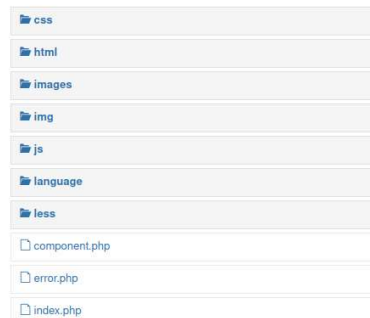 css
html
images
img
js
language
less
component.php
error.php
index.php